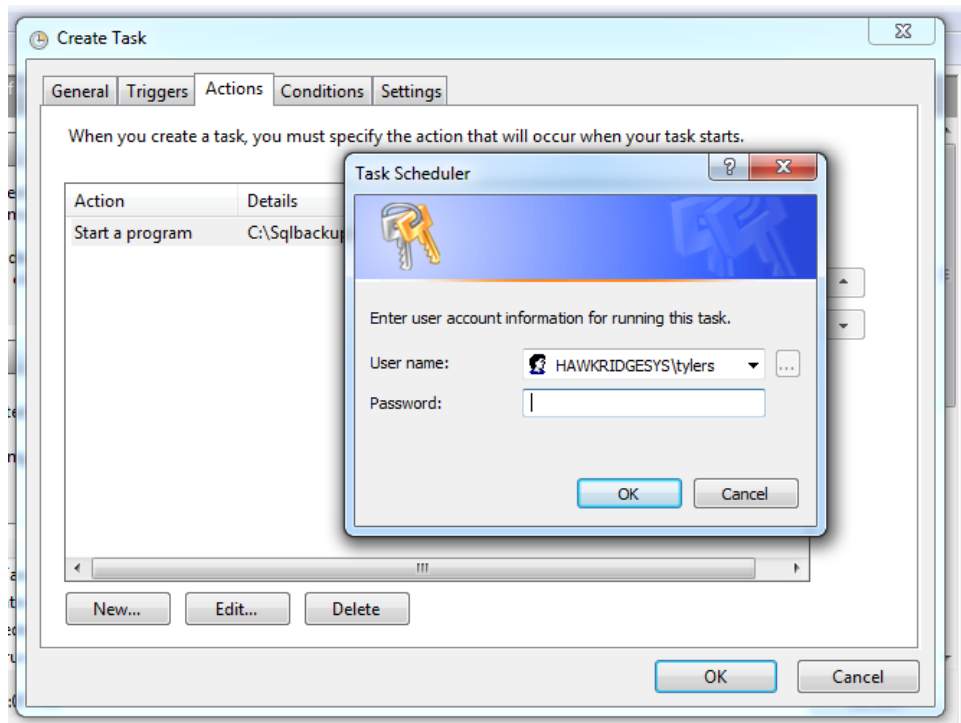 Create Task
General Triggers Actions Conditions Settings
When you create a task, you must specify the action that will occur when your task starts.
Task Scheduler
Action Details
Start a program C:\Sqlbackup
Enter user account information for running this task.
User name: HAWKRIDGESYS\tylers ...
Password:
OK Cancel
New... Edit... Delete
OK Cancel